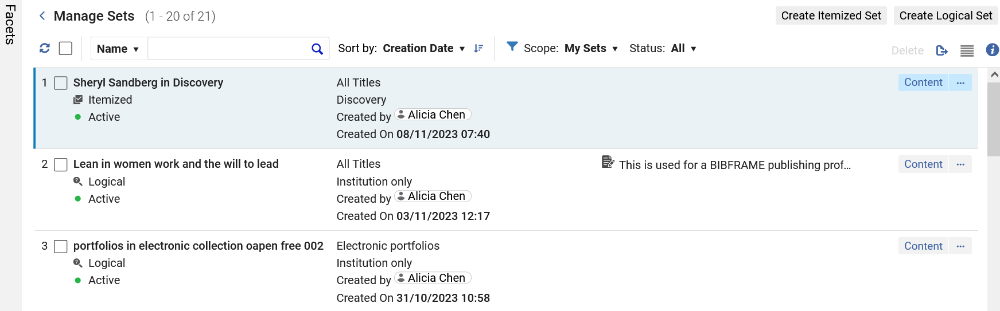 Facets
Manage Sets (1 - 20 of 21)
Create Itemized Set
Create Logical Set
Name
Sort by: Creation Date
Scope: My Sets
Status: All
Delete
1 Sheryl Sandberg in Discovery
Itemized
Active
All Titles
Discovery
Created by Alicia Chen
Created On 08/11/2023 07:40
Content
2 Lean in women work and the will to lead
Logical
Active
All Titles
Institution only
Created by Alicia Chen
Created On 03/11/2023 12:17
This is used for a BIBFRAME publishing prof...
Content
3 portfolios in electronic collection oapen free 002
Logical
Active
Electronic portfolios
Institution only
Created by Alicia Chen
Created On 31/10/2023 10:58
Content